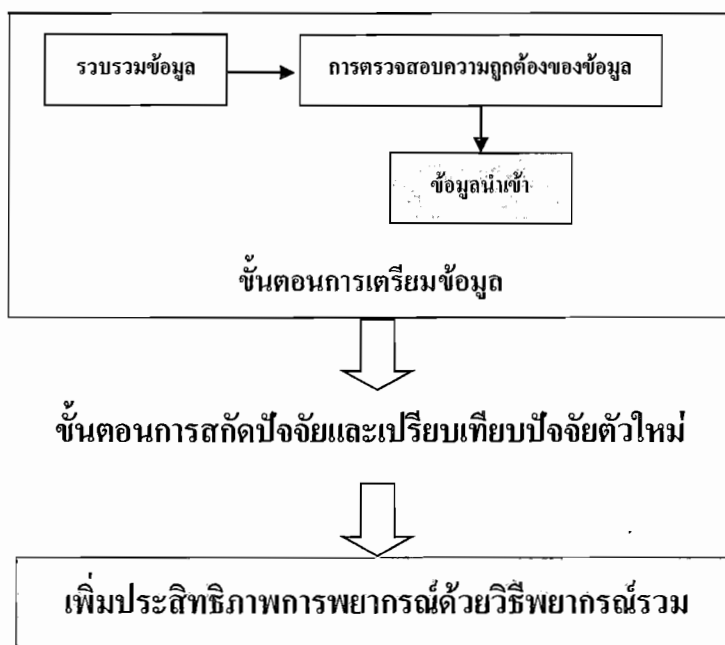 รวบรวมข้อมูล
การตรวจสอบความถูกต้องของข้อมูล
ข้อมูลนำเข้า
ขั้นตอนการเตรียมข้อมูล
ขั้นตอนการสกัดปัจจัยและเปรียบเทียบปัจจัยตัวใหม่
เพิ่มประสิทธิภาพการพยากรณ์ด้วยวิธีพยากรณ์รวม